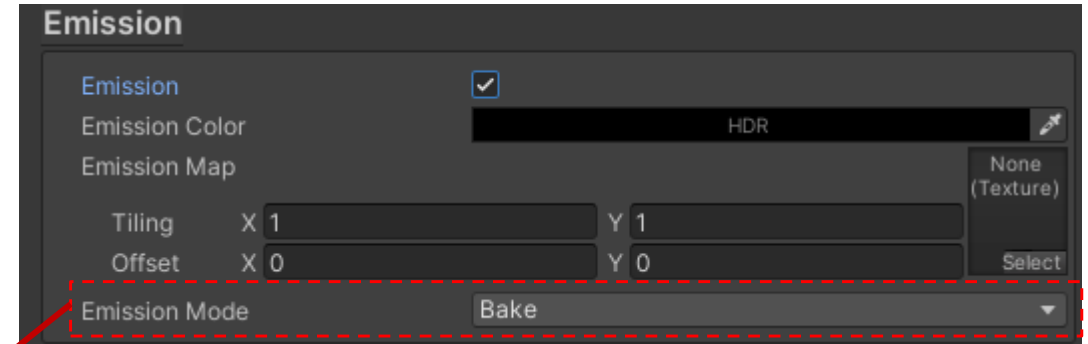 Emission
Emission
Emission Color HDR
Emission Map None
(Texture)
Tiling X 1 Y 1
Offset X 0 Y 0 Select
Emission Mode Bake